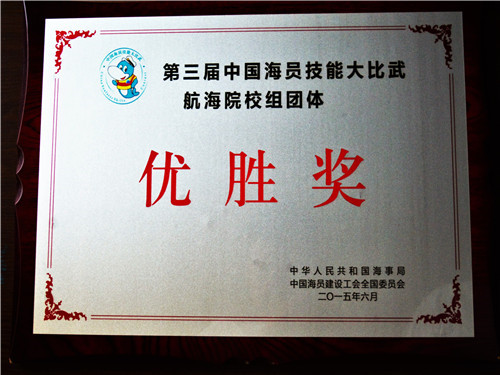 第三届中国海员技能大比武
航海院校组团体
优胜奖
中华人民共和国海事局
中国海员建设工会全国委员会
二〇一五年六月